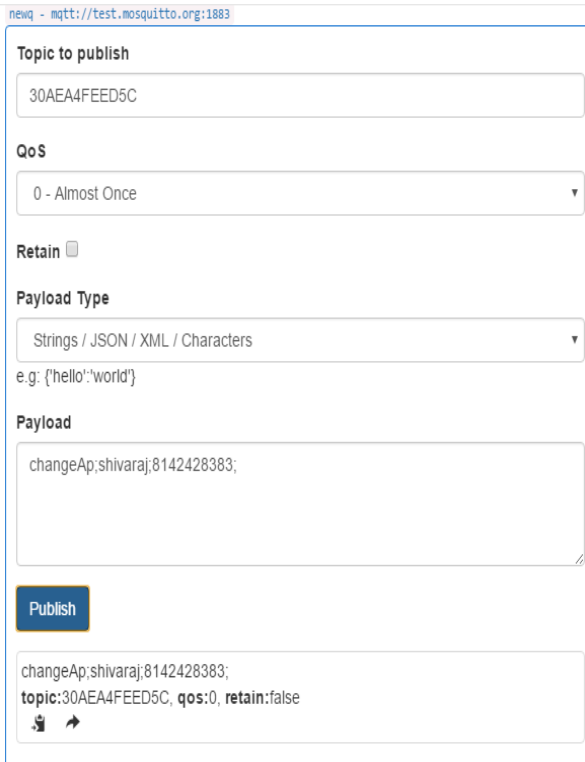 newq - mqtt://test.mosquitto.org:1883
Topic to publish
30AEA4FEED5C
QoS
0 - Almost Once
Retain
Payload Type
Strings / JSON / XML / Characters
e.g: {'hello':'world'}
Payload
changeAp;shivaraj;8142428383;
Publish
changeAp;shivaraj;8142428383;
topic:30AEA4FEED5C, qos:0, retain:false